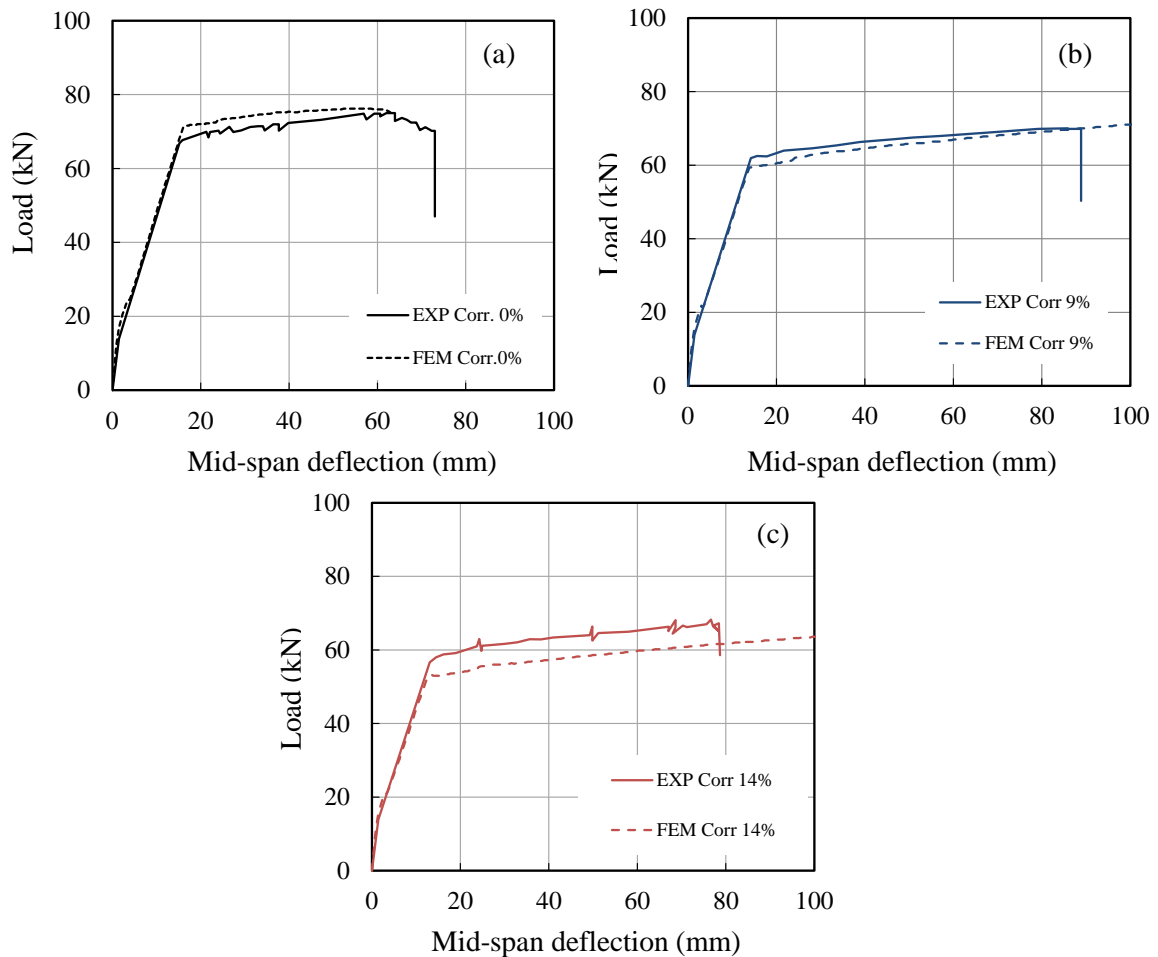 (a)
100
80
60
40
20
0
Load (kN)
EXP Corr. 0%
FEM Corr.0%
0 20 40 60 80 100
Mid-span deflection (mm)
(b)
100
80
60
40
20
0
Load (kN)
EXP Corr 9%
FEM Corr 9%
0 20 40 60 80 100
Mid-span deflection (mm)
(c)
100
80
60
40
20
0
Load (kN)
EXP Corr 14%
FEM Corr 14%
0 20 40 60 80 100
Mid-span deflection (mm)